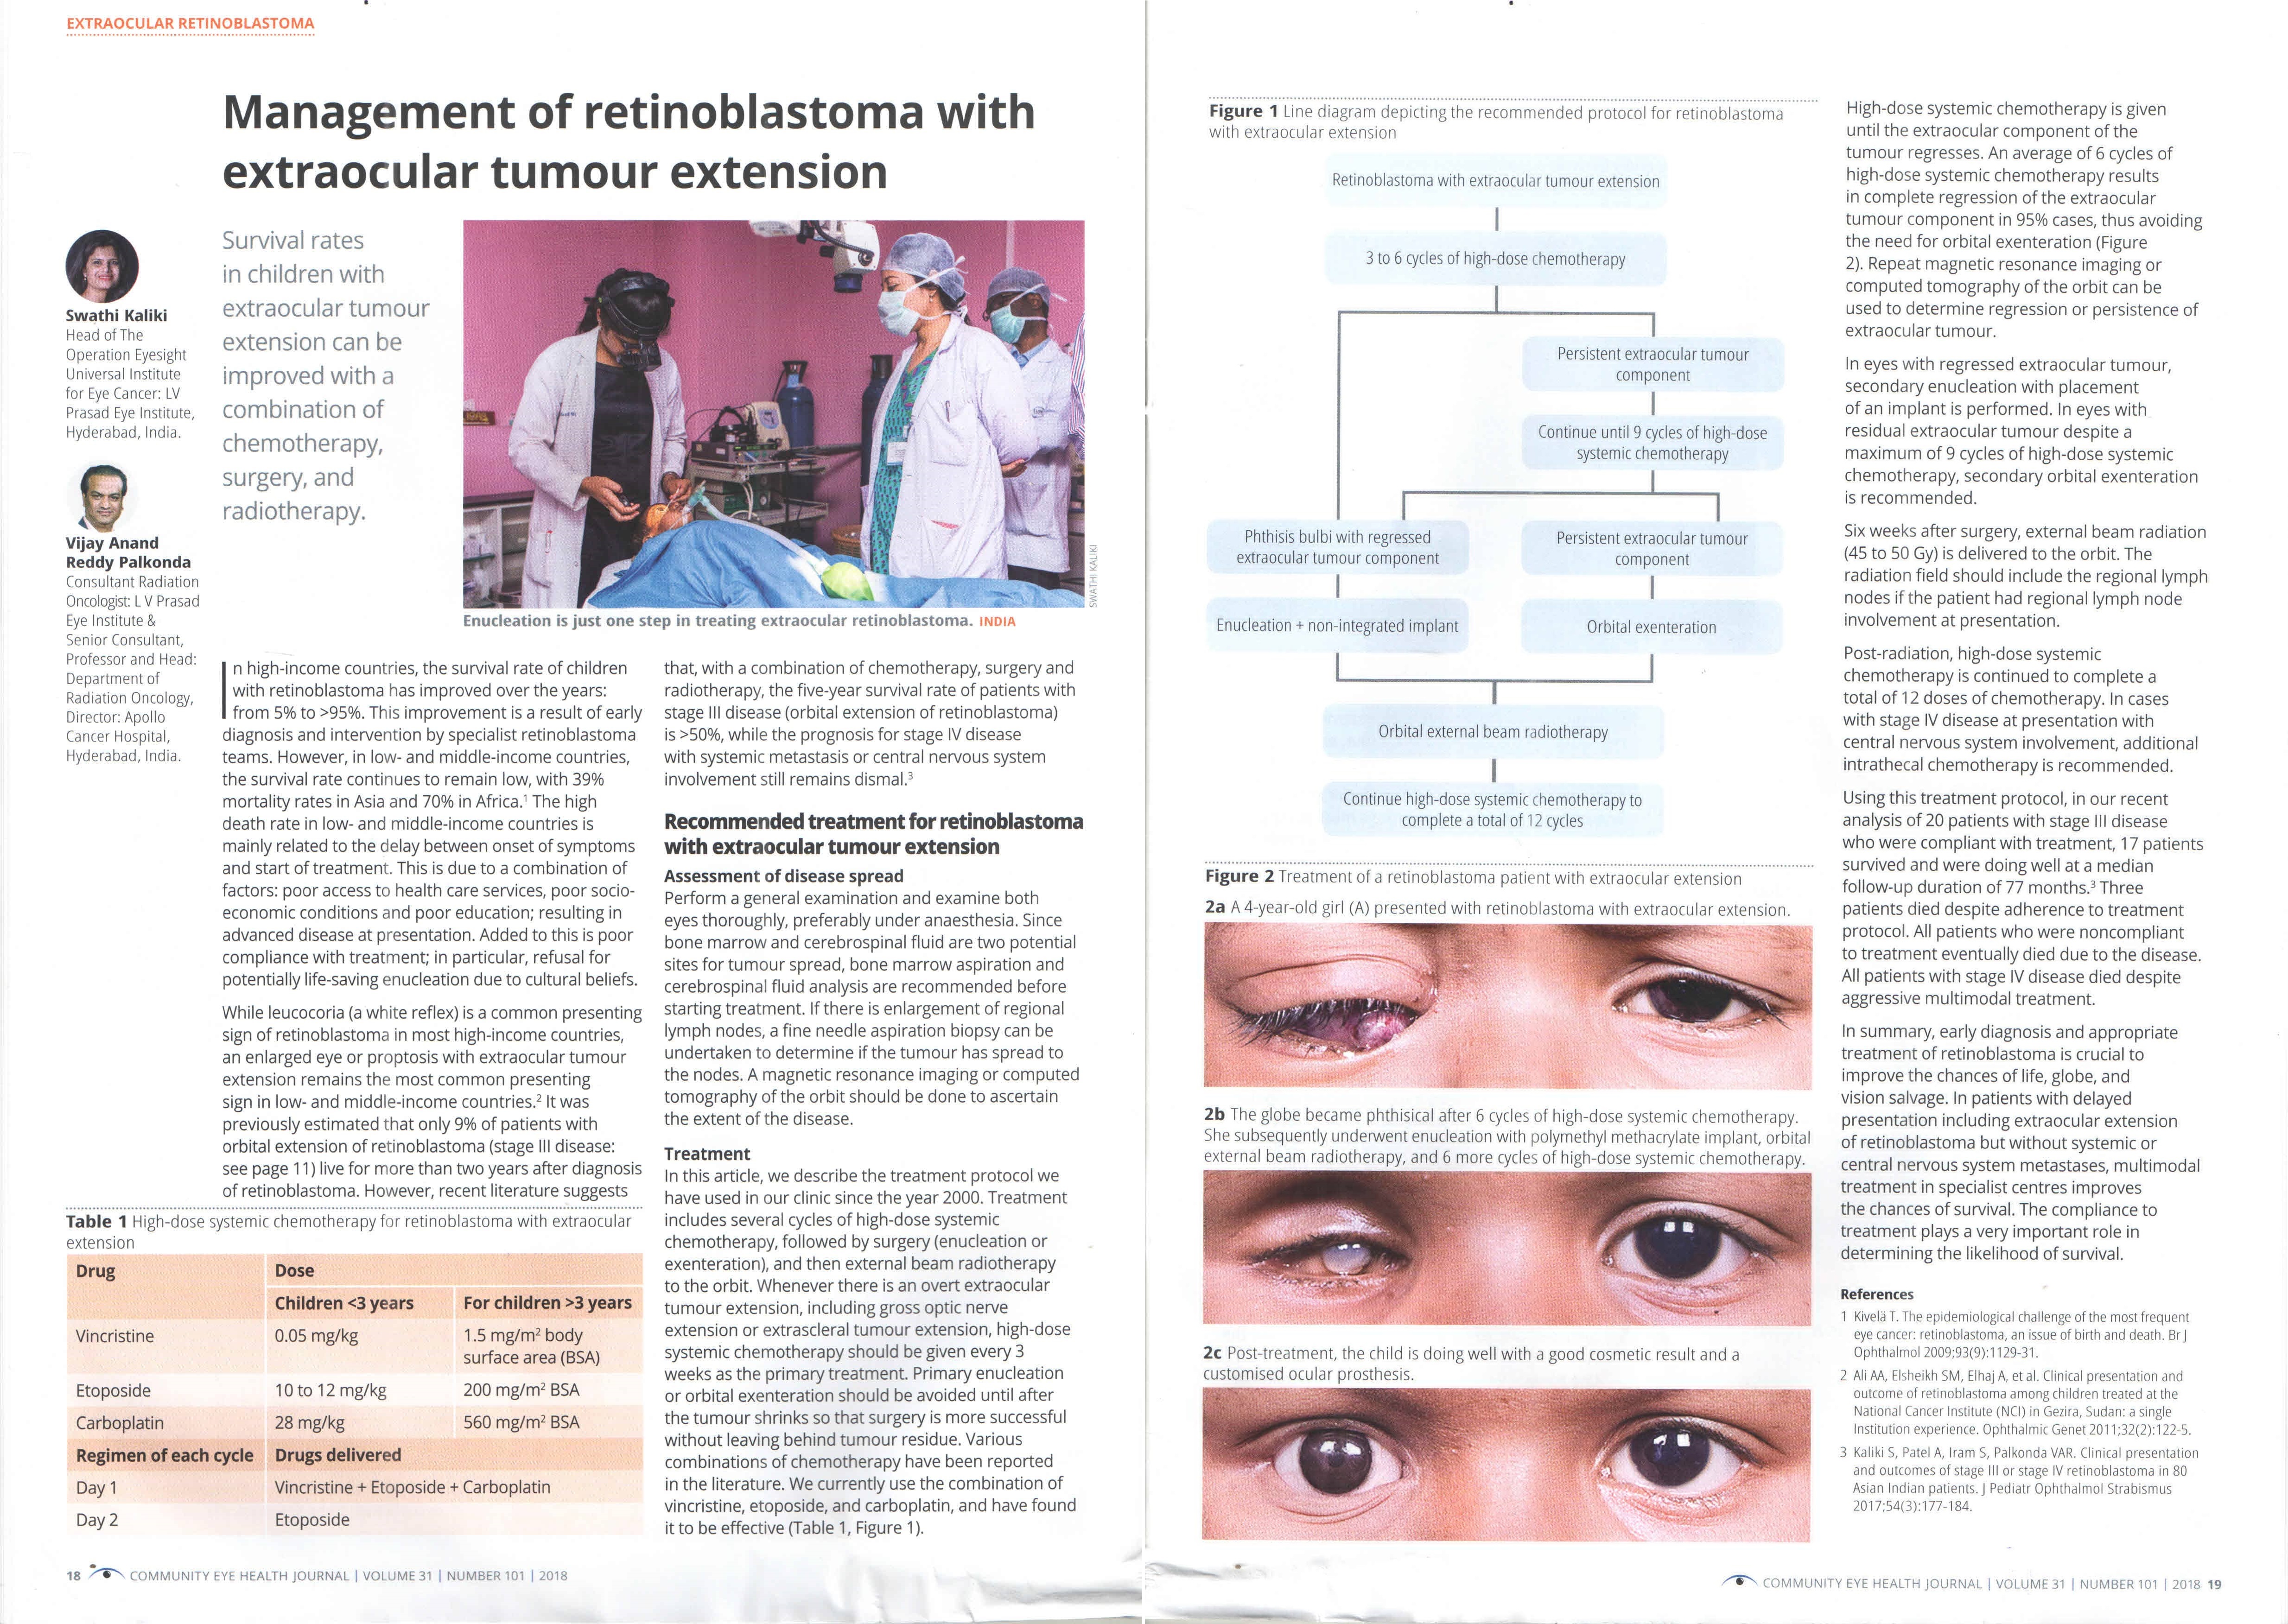 EXTRAOCULAR RETINOBLASTOMA
Management of retinoblastoma with
extraocular tumour extension
Swathi Kaliki
Head of The
Operation Eyesight
Universal Institute
for Eye Cancer: LV
Prasad Eye Institute,
Hyderabad, India.
Vijay Anand
Reddy Palkonda
Consultant Radiation
Oncologist: L V Prasad
Eye Institute &
Senior Consultant,
Professor and Head:
Department of
Radiation Oncology,
Director: Apollo
Cancer Hospital,
Hyderabad, India.
Survival rates
in children with
extraocular tumour
extension can be
improved with a
combination of
chemotherapy,
surgery, and
radiotherapy.
SWATHI KALIKI
Enucleation is just one step in treating extraocular retinoblastoma. INDIA
In high-income countries, the survival rate of children
with retinoblastoma has improved over the years:
from 5% to >95%. This improvement is a result of early
diagnosis and intervention by specialist retinoblastoma
teams. However, in low- and middle-income countries,
the survival rate continues to remain low, with 39%
mortality rates in Asia and 70% in Africa.¹ The high
death rate in low- and middle-income countries is
mainly related to the delay between onset of symptoms
and start of treatment. This is due to a combination of
factors: poor access to health care services, poor socio-
economic conditions and poor education; resulting in
advanced disease at presentation. Added to this is poor
compliance with treatment; in particular, refusal for
potentially life-saving enucleation due to cultural beliefs.
While leucocoria (a white reflex) is a common presenting
sign of retinoblastoma in most high-income countries,
an enlarged eye or proptosis with extraocular tumour
extension remains the most common presenting
sign in low- and middle-income countries.² It was
previously estimated that only 9% of patients with
orbital extension of retinoblastoma (stage III disease:
see page 11) live for more than two years after diagnosis
of retinoblastoma. However, recent literature suggests
that, with a combination of chemotherapy, surgery and
radiotherapy, the five-year survival rate of patients with
stage III disease (orbital extension of retinoblastoma)
is >50%, while the prognosis for stage IV disease
with systemic metastasis or central nervous system
involvement still remains dismal.³
Recommended treatment for retinoblastoma
with extraocular tumour extension
Assessment of disease spread
Perform a general examination and examine both
eyes thoroughly, preferably under anaesthesia. Since
bone marrow and cerebrospinal fluid are two potential
sites for tumour spread, bone marrow aspiration and
cerebrospinal fluid analysis are recommended before
starting treatment. If there is enlargement of regional
lymph nodes, a fine needle aspiration biopsy can be
undertaken to determine if the tumour has spread to
the nodes. A magnetic resonance imaging or computed
tomography of the orbit should be done to ascertain
the extent of the disease.
Treatment
In this article, we describe the treatment protocol we
have used in our clinic since the year 2000. Treatment
includes several cycles of high-dose systemic
chemotherapy, followed by surgery (enucleation or
exenteration), and then external beam radiotherapy
to the orbit. Whenever there is an overt extraocular
tumour extension, including gross optic nerve
extension or extrascleral tumour extension, high-dose
systemic chemotherapy should be given every 3
weeks as the primary treatment. Primary enucleation
or orbital exenteration should be avoided until after
the tumour shrinks so that surgery is more successful
without leaving behind tumour residue. Various
combinations of chemotherapy have been reported
in the literature. We currently use the combination of
vincristine, etoposide, and carboplatin, and have found
it to be effective (Table 1, Figure 1).
Table 1 High-dose systemic chemotherapy for retinoblastoma with extraocular
extension
Drug Dose
Children <3 years For children >3 years
Vincristine 0.05 mg/kg 1.5 mg/m² body
surface area (BSA)
Etoposide 10 to 12 mg/kg 200 mg/m² BSA
Carboplatin 28 mg/kg 560 mg/m² BSA
Regimen of each cycle Drugs delivered
Day 1 Vincristine + Etoposide + Carboplatin
Day 2 Etoposide
18 COMMUNITY EYE HEALTH JOURNAL | VOLUME 31 | NUMBER 101 | 2018
Figure 1 Line diagram depicting the recommended protocol for retinoblastoma
with extraocular extension
Retinoblastoma with extraocular tumour extension
3 to 6 cycles of high-dose chemotherapy
Persistent extraocular tumour
component
Continue until 9 cycles of high-dose
systemic chemotherapy
Phthisis bulbi with regressed
extraocular tumour component
Persistent extraocular tumour
component
Enucleation + non-integrated implant
Orbital exenteration
Orbital external beam radiotherapy
Continue high-dose systemic chemotherapy to
complete a total of 12 cycles
Figure 2 Treatment of a retinoblastoma patient with extraocular extension
2a A 4-year-old girl (A) presented with retinoblastoma with extraocular extension.
2b The globe became phthisical after 6 cycles of high-dose systemic chemotherapy.
She subsequently underwent enucleation with polymethyl methacrylate implant, orbital
external beam radiotherapy, and 6 more cycles of high-dose systemic chemotherapy.
2c Post-treatment, the child is doing well with a good cosmetic result and a
customised ocular prosthesis.
High-dose systemic chemotherapy is given
until the extraocular component of the
tumour regresses. An average of 6 cycles of
high-dose systemic chemotherapy results
in complete regression of the extraocular
tumour component in 95% cases, thus avoiding
the need for orbital exenteration (Figure
2). Repeat magnetic resonance imaging or
computed tomography of the orbit can be
used to determine regression or persistence of
extraocular tumour.
In eyes with regressed extraocular tumour,
secondary enucleation with placement
of an implant is performed. In eyes with
residual extraocular tumour despite a
maximum of 9 cycles of high-dose systemic
chemotherapy, secondary orbital exenteration
is recommended.
Six weeks after surgery, external beam radiation
(45 to 50 Gy) is delivered to the orbit. The
radiation field should include the regional lymph
nodes if the patient had regional lymph node
involvement at presentation.
Post-radiation, high-dose systemic
chemotherapy is continued to complete a
total of 12 doses of chemotherapy. In cases
with stage IV disease at presentation with
central nervous system involvement, additional
intrathecal chemotherapy is recommended.
Using this treatment protocol, in our recent
analysis of 20 patients with stage III disease
who were compliant with treatment, 17 patients
survived and were doing well at a median
follow-up duration of 77 months.³ Three
patients died despite adherence to treatment
protocol. All patients who were noncompliant
to treatment eventually died due to the disease.
All patients with stage IV disease died despite
aggressive multimodal treatment.
In summary, early diagnosis and appropriate
treatment of retinoblastoma is crucial to
improve the chances of life, globe, and
vision salvage. In patients with delayed
presentation including extraocular extension
of retinoblastoma but without systemic or
central nervous system metastases, multimodal
treatment in specialist centres improves
the chances of survival. The compliance to
treatment plays a very important role in
determining the likelihood of survival.
References
1 Kivelä T. The epidemiological challenge of the most frequent
eye cancer: retinoblastoma, an issue of birth and death. Br J
Ophthalmol 2009;93(9):1129-31.
2 Ali AA, Elsheikh SM, Elhaj A, et al. Clinical presentation and
outcome of retinoblastoma among children treated at the
National Cancer Institute (NCI) in Gezira, Sudan: a single
Institution experience. Ophthalmic Genet 2011;32(2):122-5.
3 Kaliki S, Patel A, Iram S, Palkonda VAR. Clinical presentation
and outcomes of stage III or stage IV retinoblastoma in 80
Asian Indian patients. J Pediatr Ophthalmol Strabismus
2017;54(3):177-184.
COMMUNITY EYE HEALTH JOURNAL | VOLUME 31 | NUMBER 101 | 2018 19